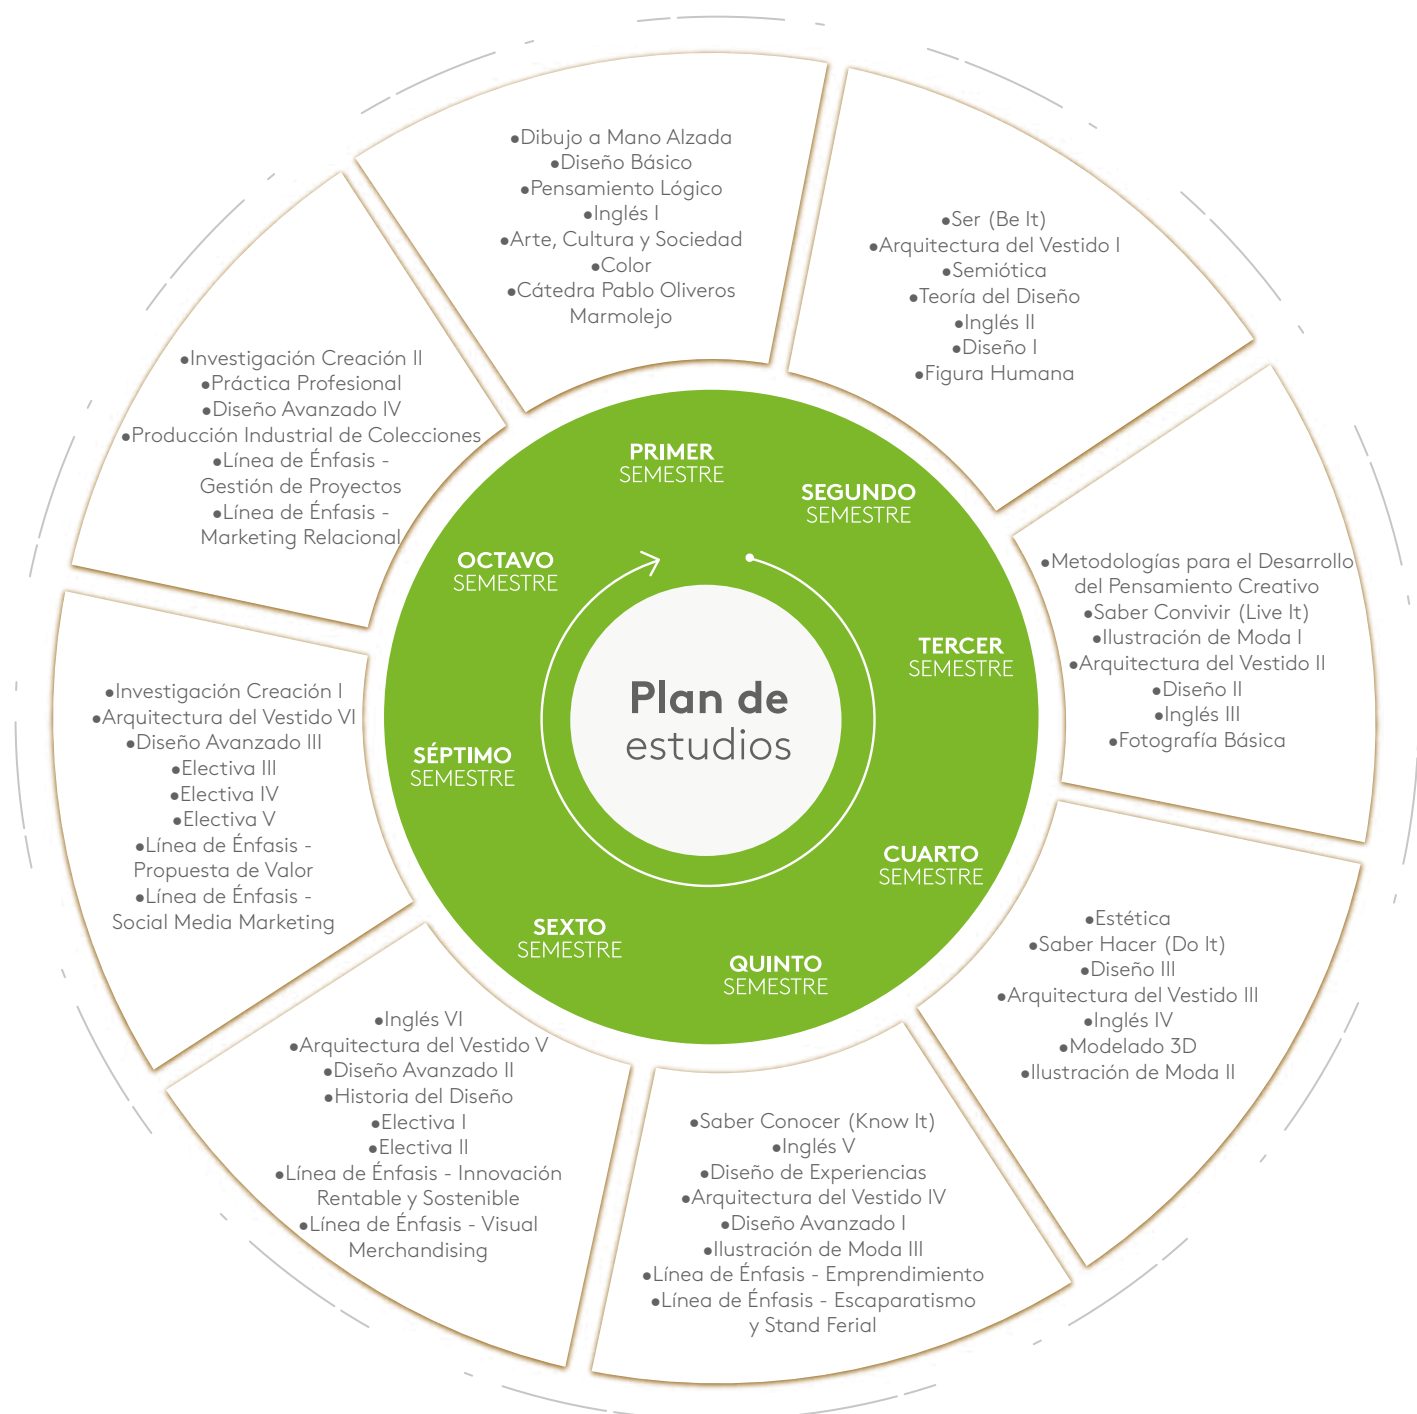 Plan de
estudios
PRIMER
SEMESTRE
●Dibujo a Mano Alzada
●Diseño Básico
●Pensamiento Lógico
●Inglés I
●Arte, Cultura y Sociedad
●Color
●Cátedra Pablo Oliveros
Marmolejo
SEGUNDO
SEMESTRE
●Ser (Be It)
●Arquitectura del Vestido I
●Semiótica
●Teoría del Diseño
●Inglés II
●Diseño I
●Figura Humana
TERCER
SEMESTRE
●Metodologías para el Desarrollo
del Pensamiento Creativo
●Saber Convivir (Live It)
●Ilustración de Moda I
●Arquitectura del Vestido II
●Diseño II
●Inglés III
●Fotografía Básica
CUARTO
SEMESTRE
●Estética
●Saber Hacer (Do It)
●Diseño III
●Arquitectura del Vestido III
●Inglés IV
●Modelado 3D
●Ilustración de Moda II
QUINTO
SEMESTRE
●Saber Conocer (Know It)
●Inglés V
●Diseño de Experiencias
●Arquitectura del Vestido IV
●Diseño Avanzado I
●Ilustración de Moda III
●Línea de Énfasis - Emprendimiento
●Línea de Énfasis - Escaparatismo
y Stand Ferial
SEXTO
SEMESTRE
●Inglés VI
●Arquitectura del Vestido V
●Diseño Avanzado II
●Historia del Diseño
●Electiva I
●Electiva II
●Línea de Énfasis - Innovación
Rentable y Sostenible
●Línea de Énfasis - Visual
Merchandising
SÉPTIMO
SEMESTRE
●Investigación Creación I
●Arquitectura del Vestido VI
●Diseño Avanzado III
●Electiva III
●Electiva IV
●Electiva V
●Línea de Énfasis -
Propuesta de Valor
●Línea de Énfasis -
Social Media Marketing
OCTAVO
SEMESTRE
●Investigación Creación II
●Práctica Profesional
●Diseño Avanzado IV
●Producción Industrial de Colecciones
●Línea de Énfasis -
Gestión de Proyectos
●Línea de Énfasis -
Marketing Relacional